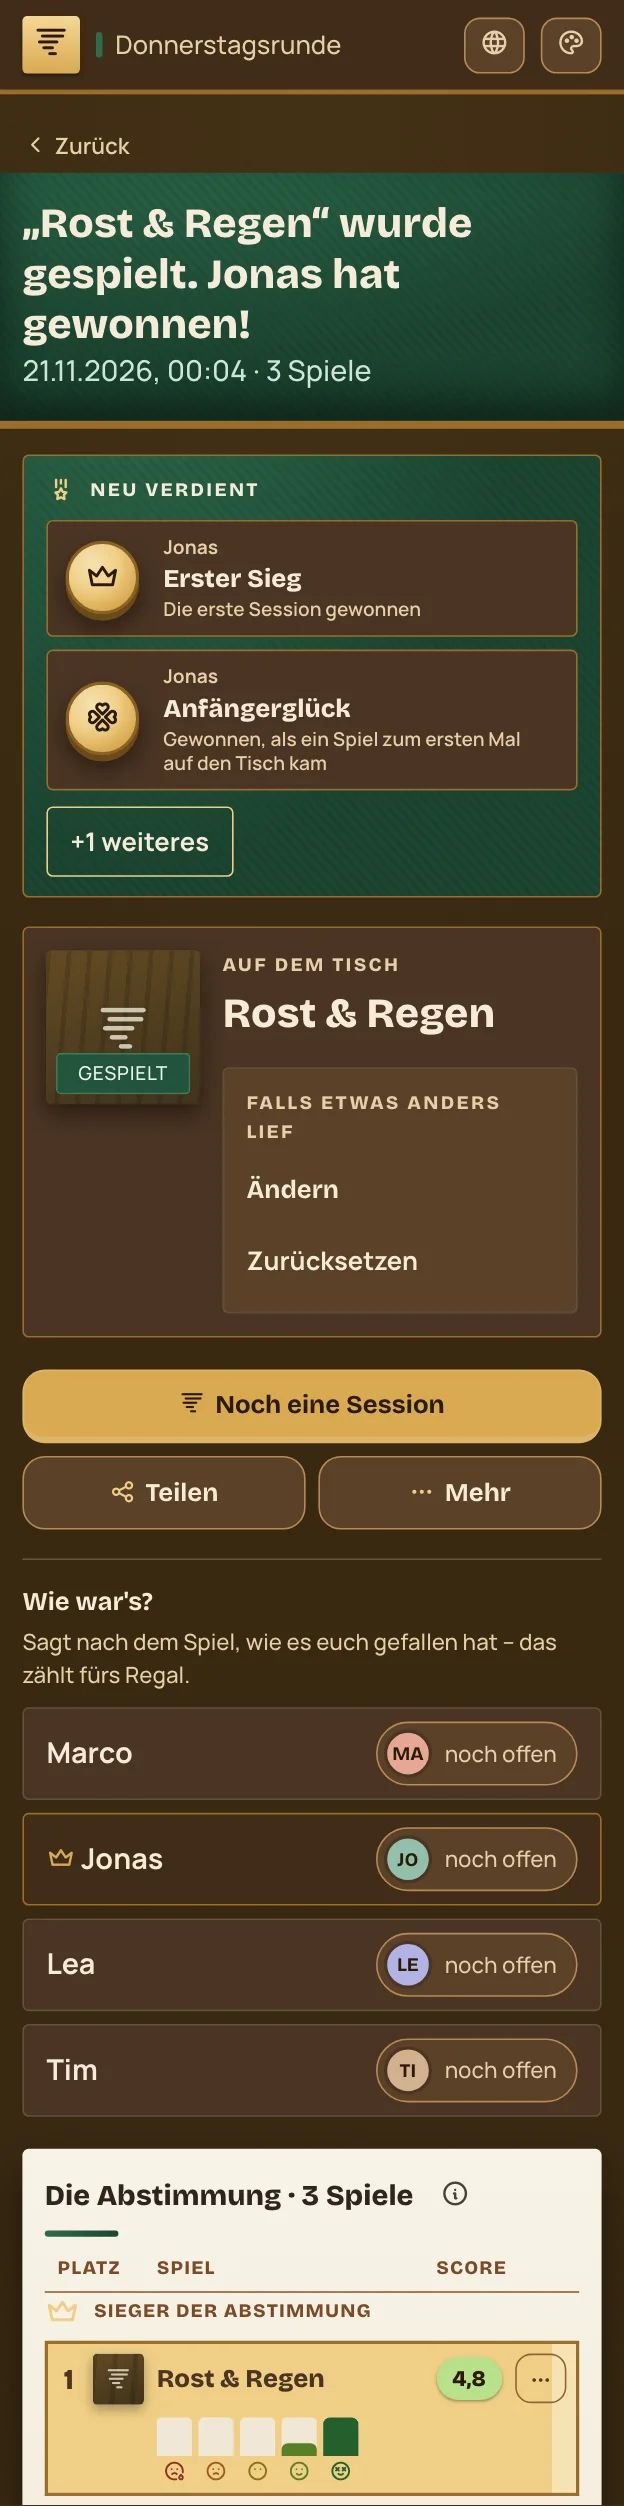 Donnerstagsrunde
Zurück
„Rost & Regen“ wurde
gespielt. Jonas hat
gewonnen!
21.11.2026, 00:04 · 3 Spiele
NEU VERDIENT
Jonas
Erster Sieg
Die erste Session gewonnen
Jonas
Anfängerglück
Gewonnen, als ein Spiel zum ersten Mal
auf den Tisch kam
+1 weiteres
AUF DEM TISCH
Rost & Regen
GESPIELT
FALLS ETWAS ANDERS
LIEF
Ändern
Zurücksetzen
Noch eine Session
Teilen
Mehr
Wie war's?
Sagt nach dem Spiel, wie es euch gefallen hat – das
zählt fürs Regal.
Marco MA noch offen
Jonas JO noch offen
Lea LE noch offen
Tim TI noch offen
Die Abstimmung · 3 Spiele
PLATZ SPIEL SCORE
SIEGER DER ABSTIMMUNG
1 Rost & Regen 4,8